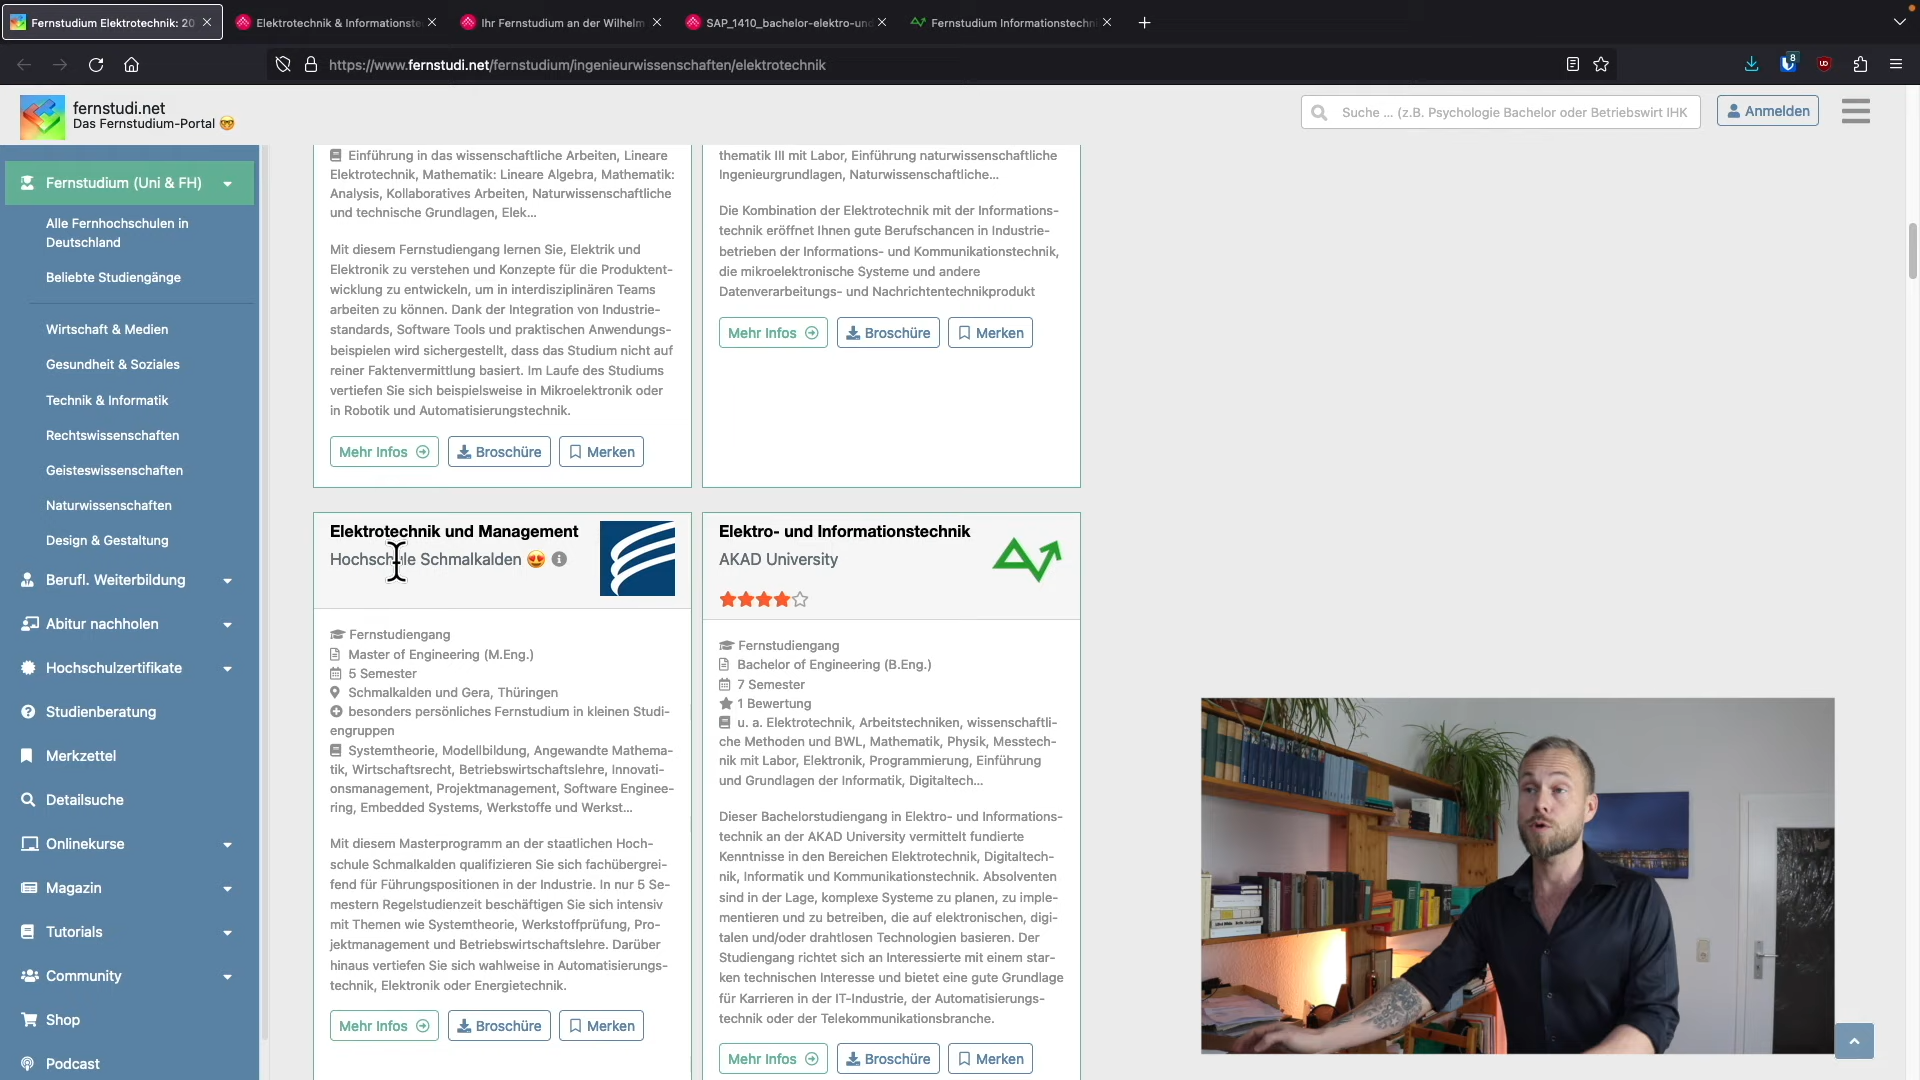 Fernstudium Elektrotechnik: 20
Elektrotechnik & Informationste
Ihr Fernstudium an der Wilhelm
SAP_1410_bachelor-elektro-und
Fernstudium Informationstechn
https://www.fernstudi.net/fernstudium/ingenieurwissenschaften/elektrotechnik
8
fernstudi.net
Das Fernstudium-Portal
Suche ... (z.B. Psychologie Bachelor oder Betriebswirt IHK
Anmelden
Fernstudium (Uni & FH)
Alle Fernhochschulen in
Deutschland
Beliebte Studiengänge
Wirtschaft & Medien
Gesundheit & Soziales
Technik & Informatik
Rechtswissenschaften
Geisteswissenschaften
Naturwissenschaften
Design & Gestaltung
Berufl. Weiterbildung
Abitur nachholen
Hochschulzertifikate
Studienberatung
Merkzettel
Detailsuche
Onlinekurse
Magazin
Tutorials
Community
Shop
Podcast
Einführung in das wissenschaftliche Arbeiten, Lineare
Elektrotechnik, Mathematik: Lineare Algebra, Mathematik:
Analysis, Kollaboratives Arbeiten, Naturwissenschaftliche
und technische Grundlagen, Elek...
Mit diesem Fernstudiengang lernen Sie, Elektrik und
Elektronik zu verstehen und Konzepte für die Produktent-
wicklung zu entwickeln, um in interdisziplinären Teams
arbeiten zu können. Dank der Integration von Industrie-
standards, Software Tools und praktischen Anwendungs-
beispielen wird sichergestellt, dass das Studium nicht auf
reiner Faktenvermittlung basiert. Im Laufe des Studiums
vertiefen Sie sich beispielsweise in Mikroelektronik oder
in Robotik und Automatisierungstechnik.
Mehr Infos Broschüre Merken
thematik III mit Labor, Einführung naturwissenschaftliche
Ingenieurgrundlagen, Naturwissenschaftliche...
Die Kombination der Elektrotechnik mit der Informations-
technik eröffnet Ihnen gute Berufschancen in Industrie-
betrieben der Informations- und Kommunikationstechnik,
die mikroelektronische Systeme und andere
Datenverarbeitungs- und Nachrichtentechnikprodukt
Mehr Infos Broschüre Merken
Elektrotechnik und Management
Hochschule Schmalkalden
Fernstudiengang
Master of Engineering (M.Eng.)
5 Semester
Schmalkalden und Gera, Thüringen
besonders persönliches Fernstudium in kleinen Studi-
engruppen
Systemtheorie, Modellbildung, Angewandte Mathema-
tik, Wirtschaftsrecht, Betriebswirtschaftslehre, Innovati-
onsmanagement, Projektmanagement, Software Enginee-
ring, Embedded Systems, Werkstoffe und Werkst...
Mit diesem Masterprogramm an der staatlichen Hoch-
schule Schmalkalden qualifizieren Sie sich fachübergrei-
fend für Führungspositionen in der Industrie. In nur 5 Se-
mestern Regelstudienzeit beschäftigen Sie sich intensiv
mit Themen wie Systemtheorie, Werkstoffprüfung, Pro-
jektmanagement und Betriebswirtschaftslehre. Darüber
hinaus vertiefen Sie sich wahlweise in Automatisierungs-
technik, Elektronik oder Energietechnik.
Mehr Infos Broschüre Merken
Elektro- und Informationstechnik
AKAD University
Fernstudiengang
Bachelor of Engineering (B.Eng.)
7 Semester
1 Bewertung
u. a. Elektrotechnik, Arbeitstechniken, wissenschaftli-
che Methoden und BWL, Mathematik, Physik, Messtech-
nik mit Labor, Elektronik, Programmierung, Einführung
und Grundlagen der Informatik, Digitaltech...
Dieser Bachelorstudiengang in Elektro- und Informations-
technik an der AKAD University vermittelt fundierte
Kenntnisse in den Bereichen Elektrotechnik, Digitaltech-
nik, Informatik und Kommunikationstechnik. Absolventen
sind in der Lage, komplexe Systeme zu planen, zu imple-
mentieren und zu betreiben, die auf elektronischen, digi-
talen und/oder drahtlosen Technologien basieren. Der
Studiengang richtet sich an Interessierte mit einem star-
ken technischen Interesse und bietet eine gute Grundlage
für Karrieren in der IT-Industrie, der Automatisierungs-
technik oder der Telekommunikationsbranche.
Mehr Infos Broschüre Merken